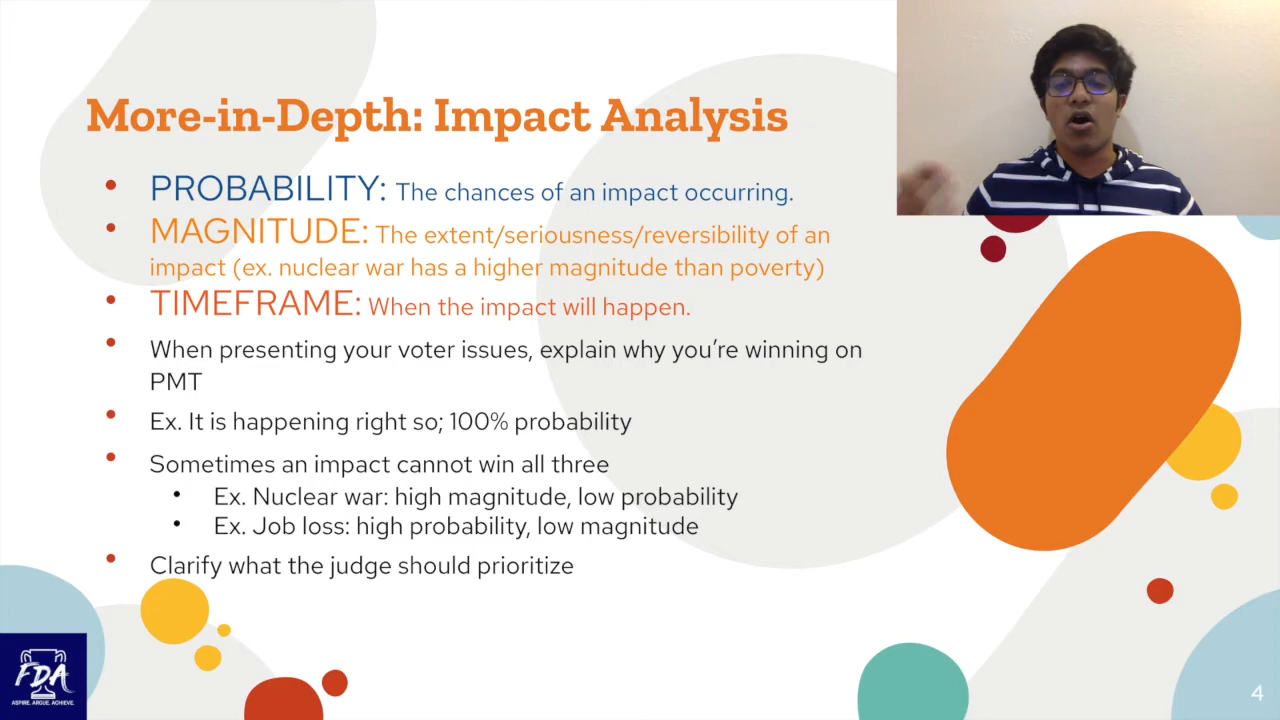 More-in-Depth: Impact Analysis
• PROBABILITY: The chances of an impact occurring.
• MAGNITUDE: The extent/seriousness/reversibility of an
impact (ex. nuclear war has a higher magnitude than poverty)
• TIMEFRAME: When the impact will happen.
• When presenting your voter issues, explain why you’re winning on
PMT
• Ex. It is happening right so; 100% probability
• Sometimes an impact cannot win all three
• Ex. Nuclear war: high magnitude, low probability
• Ex. Job loss: high probability, low magnitude
• Clarify what the judge should prioritize
FDA
ASPIRE. ARGUE. ACHIEVE.
4